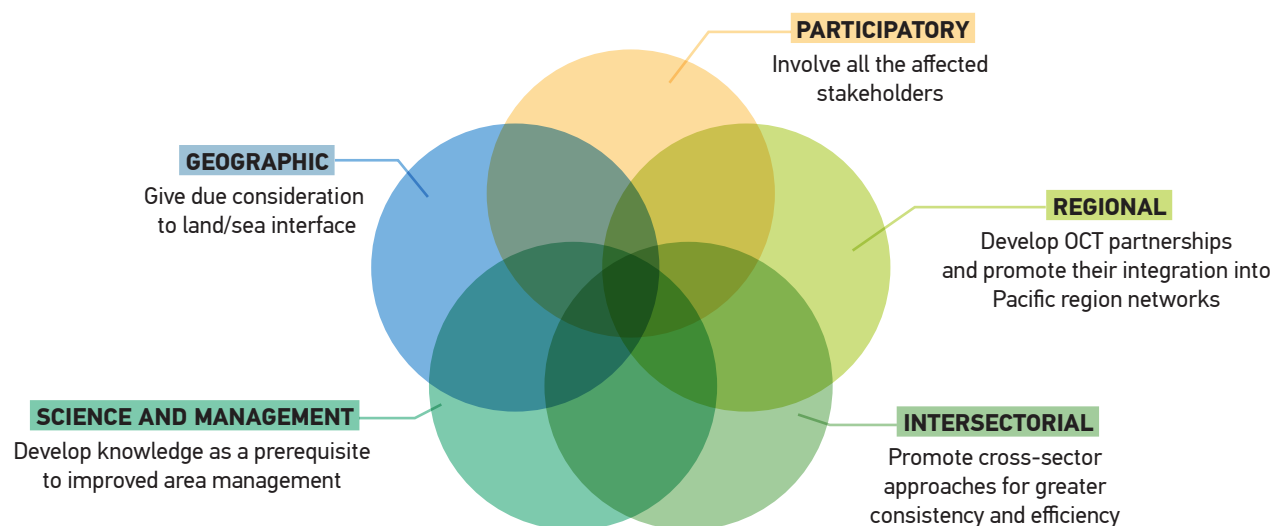 PARTICIPATORY
Involve all the affected
stakeholders
GEOGRAPHIC
Give due consideration
to land/sea interface
REGIONAL
Develop OCT partnerships
and promote their integration into
Pacific region networks
SCIENCE AND MANAGEMENT
Develop knowledge as a prerequisite
to improved area management
INTERSECTORIAL
Promote cross-sector
approaches for greater
consistency and efficiency